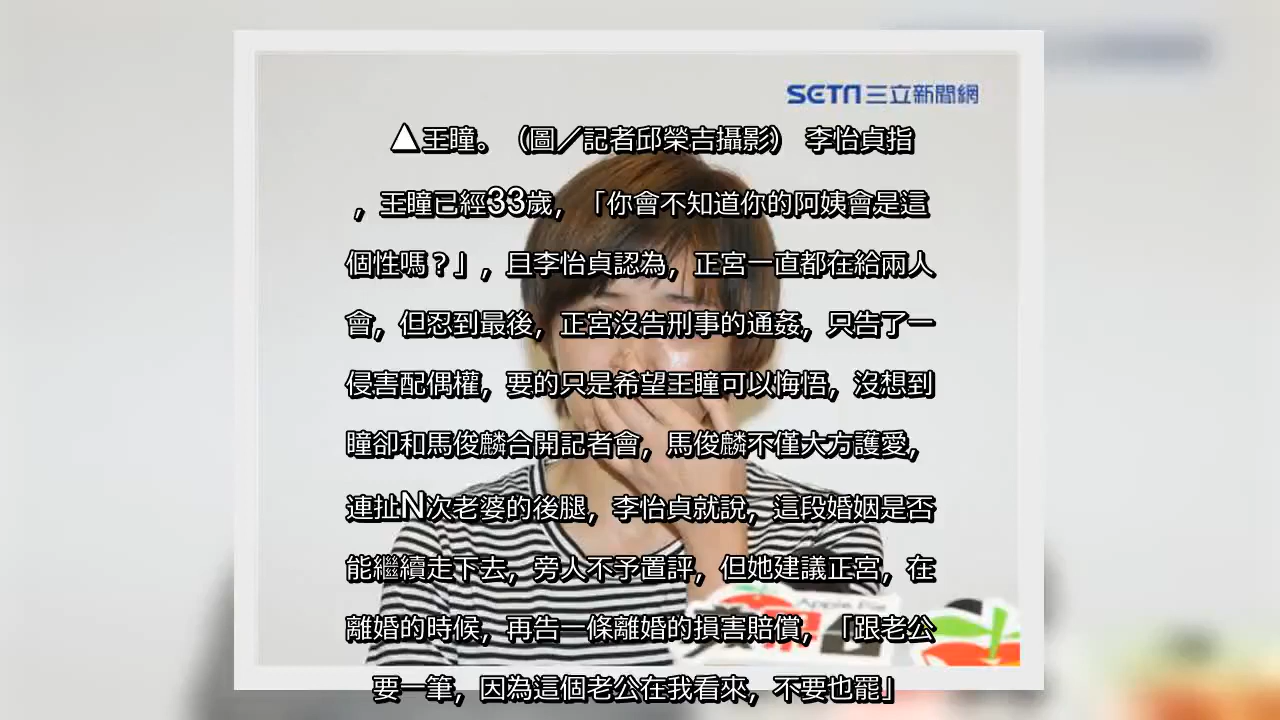 SETN三立新聞網
▲王瞳。（圖／記者邱榮吉攝影） 李怡貞指
，王瞳已經33歲，「你會不知道你的阿姨會是這
個性嗎？」，且李怡貞認為，正宮一直都在給兩人
會，但忍到最後，正宮沒告刑事的通姦，只告了一
侵害配偶權，要的只是希望王瞳可以悔悟，沒想到
瞳卻和馬俊麟合開記者會，馬俊麟不僅大方護愛，
連扯N次老婆的後腿，李怡貞就說，這段婚姻是否
能繼續走下去，旁人不予置評，但她建議正宮，在
Apple Pie
離婚的時候，再告一條離婚的損害賠償，「跟老公
要一筆，因為這個老公在我看來，不要也罷」